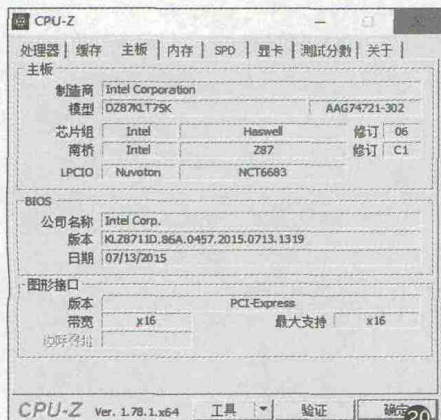 CPU-Z
处理器 缓存 主板 内存 SPD 显卡 测试分数 关于
主板
制造商 Intel Corporation
模型 DZ87KLT75K AAG74721-302
芯片组 Intel Haswell 修订 06
南桥 Intel Z87 修订 C1
LPCIO Nuvoton NCT6683
BIOS
公司名称 Intel Corp.
版本 KLZ8711D.86A.0457.2015.0713.1319
日期 07/13/2015
图形接口
版本 PCI-Express
带宽 x16 最大支持 x16
CPU-Z Ver. 1.78.1.x64 工具 验证 确定
20